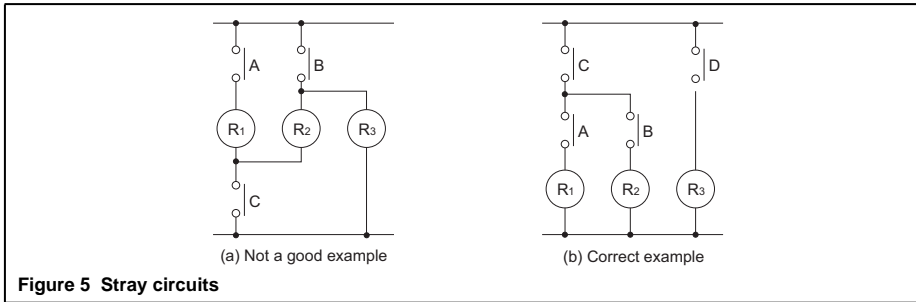 A
B
C
D
R1
R2
R3
C
A
B
R1
R2
R3
(a) Not a good example
(b) Correct example
Figure 5 Stray circuits